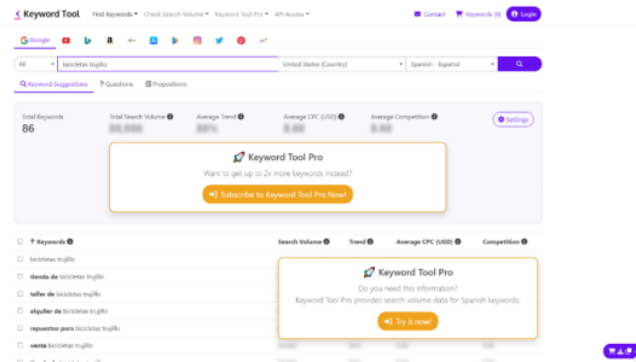 Keyword Tool Find Keywords Check Search Volume Keyword Tool Pro API Access Contact Keywords (0) Login
Google
All bicicletas trujillo United States (Country) Spanish - Español
Keyword Suggestions Questions Prepositions
Total Keywords Total Search Volume Average Trend Average CPC (USD) Average Competition Settings
86
Keyword Tool Pro
Want to get up to 2x more keywords instead?
Subscribe to Keyword Tool Pro Now!
Keywords Search Volume Trend Average CPC (USD) Competition
bicicletas trujillo
tienda de bicicletas trujillo
taller de bicicletas trujillo
alquiler de bicicletas trujillo
repuestos para bicicletas trujillo
venta bicicletas trujillo
Keyword Tool Pro
Do you need this information?
Keyword Tool Pro provides search volume data for Spanish keywords.
Try it now!